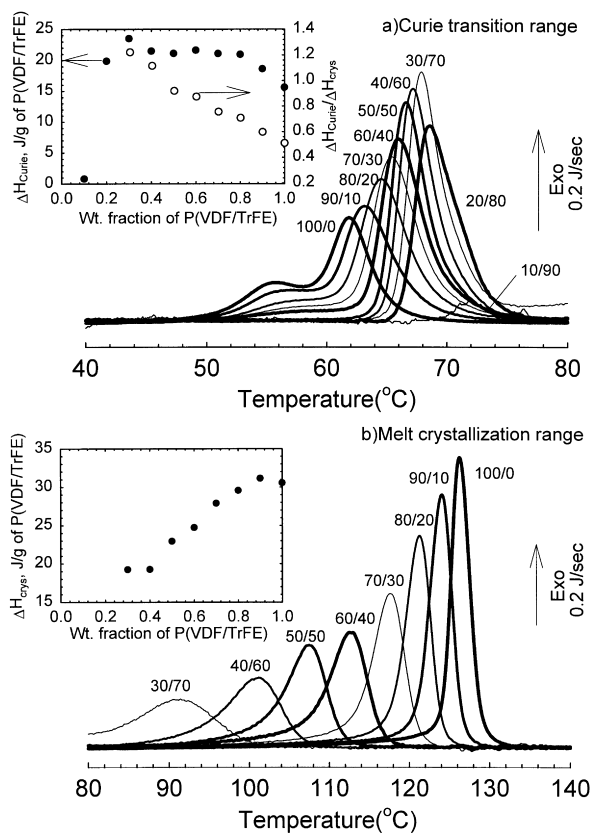 a)Curie transition range
ΔH_Curie, J/g of P(VDF/TrFE)
25
20
15
10
5
0
1.4
1.2
1.0
0.8
0.6
0.4
0.2
ΔH_Curie/ΔH_crys
0.0 0.2 0.4 0.6 0.8 1.0
Wt. fraction of P(VDF/TrFE)
30/70
40/60
50/50
60/40
70/30
80/20
90/10
100/0
20/80
10/90
Exo
0.2 J/sec
40 50 60 70 80
Temperature(°C)
b)Melt crystallization range
ΔH_crys, J/g of P(VDF/TrFE)
35
30
25
20
15
0.0 0.2 0.4 0.6 0.8 1.0
Wt. fraction of P(VDF/TrFE)
100/0
90/10
80/20
70/30
60/40
50/50
40/60
30/70
Exo
0.2 J/sec
80 90 100 110 120 130 140
Temperature(°C)